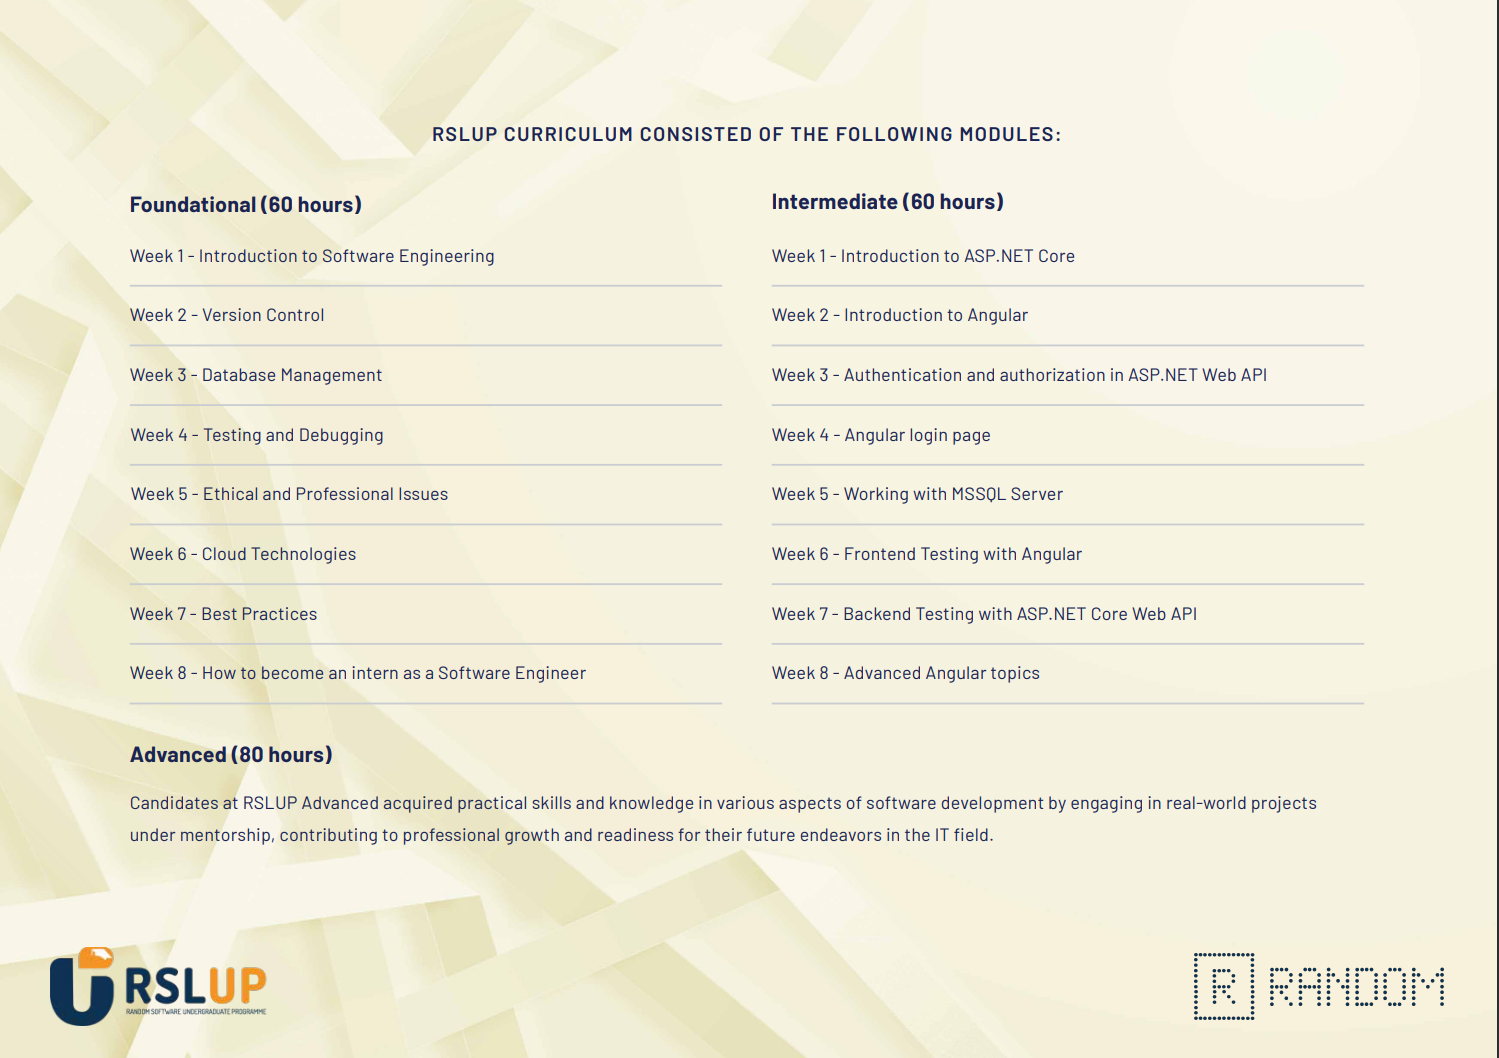 RSLUP CURRICULUM CONSISTED OF THE FOLLOWING MODULES:
Foundational (60 hours)
Week 1 - Introduction to Software Engineering
Week 2 - Version Control
Week 3 - Database Management
Week 4 - Testing and Debugging
Week 5 - Ethical and Professional Issues
Week 6 - Cloud Technologies
Week 7 - Best Practices
Week 8 - How to become an intern as a Software Engineer
Intermediate (60 hours)
Week 1 - Introduction to ASP.NET Core
Week 2 - Introduction to Angular
Week 3 - Authentication and authorization in ASP.NET Web API
Week 4 - Angular login page
Week 5 - Working with MSSQL Server
Week 6 - Frontend Testing with Angular
Week 7 - Backend Testing with ASP.NET Core Web API
Week 8 - Advanced Angular topics
Advanced (80 hours)
Candidates at RSLUP Advanced acquired practical skills and knowledge in various aspects of software development by engaging in real-world projects
under mentorship, contributing to professional growth and readiness for their future endeavors in the IT field.
RSLUP
RANDOM SOFTWARE UNDERGRADUATE PROGRAMME
R RANDOM